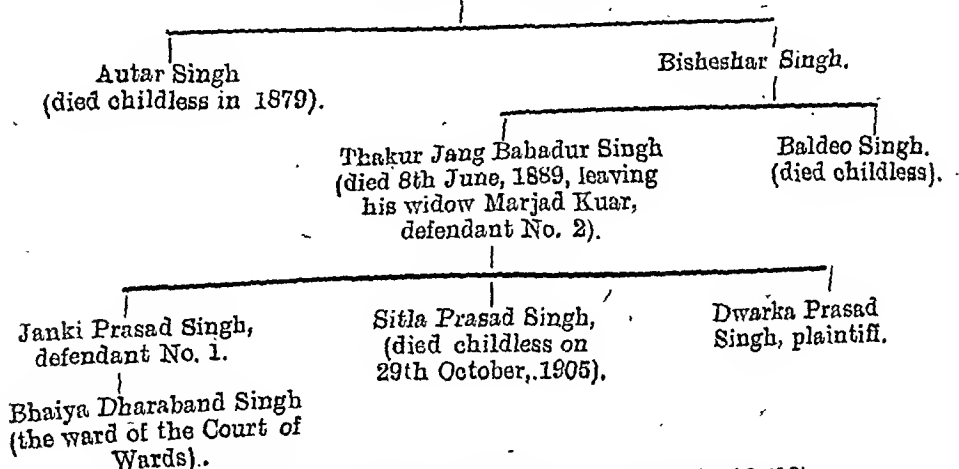 Autar Singh
(died childless in 1879).
Bisheshar Singh.
Thakur Jang Bahadur Singh
(died 8th June, 1889, leaving
his widow Marjad Kuar,
defendant No. 2).
Baldeo Singh.
(died childless).
Janki Prasad Singh,
defendant No. 1.
Sitla Prasad Singh,
(died childless on
29th October, 1905).
Dwarka Prasad
Singh, plaintiff.
Bhaiya Dharaband Singh
(the ward of the Court of
Wards).